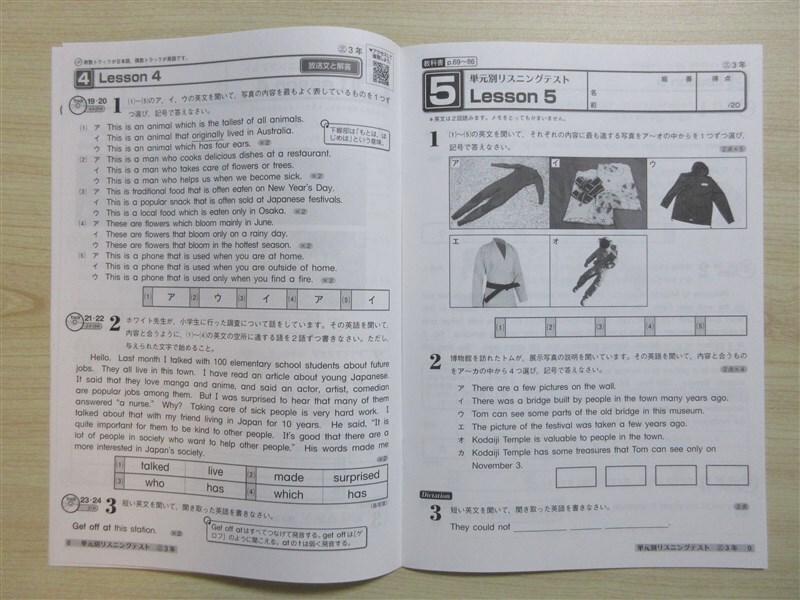 奇数トラックが日本語、偶数トラックが英語です。
三3年
4 Lesson 4
放送文と解答
19・20
1 (1)~(5)のア、イ、ウの英文を聞いて、写真の内容を最もよく表しているものを1つずつ選び、記号で答えなさい。
(1) ア This is an animal which is the tallest of all animals.
イ This is an animal that originally lived in Australia.
ウ This is an animal which has four ears. ×2
下線部は「もとは、はじめは」という意味。
(2) ア This is a man who cooks delicious dishes at a restaurant.
イ This is a man who takes care of flowers or trees.
ウ This is a man who helps us when we become sick. ×2
(3) ア This is traditional food that is often eaten on New Year's Day.
イ This is a popular snack that is often sold at Japanese festivals.
ウ This is a local food which is eaten only in Osaka. ×2
(4) ア These are flowers which bloom mainly in June.
イ These are flowers that bloom only on a rainy day.
ウ These are flowers that bloom in the hottest season. ×2
(5) ア This is a phone that is used when you are at home.
イ This is a phone that is used when you are outside of home.
ウ This is a phone that is used only when you find a fire. ×2
(1) ア (2) ウ (3) イ (4) ア (5) イ
21・22
2 ホワイト先生が、小学生に行った調査について話をしています。その英語を聞いて、
内容と合うように、(1)~(4)の英文の空所に適する語を2語ずつ書きなさい。ただし、
与えられた文字で始めること。
Hello. Last month I talked with 100 elementary school students about future
jobs. They all live in this town. I have read an article about young Japanese.
It said that they love manga and anime, and said an actor, artist, comedian
are popular jobs among them. But I was surprised to hear that many of them
answered "a nurse." Why? Taking care of sick people is very hard work. I
talked about that with my friend living in Japan for 10 years. He said, "It is
quite important for them to be kind to other people. It's good that there are a
lot of people in society who want to help other people." His words made me
more interested in Japan's society.
×2
(1) talked live (2) made surprised
(3) who has (4) which has
23・24
3 短い英文を聞いて、聞き取った英語を書きなさい。
Get off at this station. ×2
Get off atはすべてつなげて発音する。get offは[ゲロフ]のように聞こえる。atのtは弱く発音する。
8 単元別リスニングテスト 三3年
教科書 p.69~86
三3年
5 単元別リスニングテスト
Lesson 5
組 番
名前
得点
/20
★英文は2回読みます。メモをとってもかまいません。
1 (1)~(5)の英文を聞いて、それぞれの内容に最も適する写真をア~オの中から1つずつ選び、
記号で答えなさい。
2点×5
ア イ ウ
エ オ
(1) (2) (3) (4) (5)
2 博物館を訪れたトムが、展示写真の説明を聞いています。その英語を聞いて、内容と合うもの
をア~カの中から4つ選び、記号で答えなさい。
2点×4
ア There are a few pictures on the wall.
イ There was a bridge built by people in the town many years ago.
ウ Tom can see some parts of the old bridge in this museum.
エ The picture of the festival was taken a few years ago.
オ Kodaiji Temple is valuable to people in the town.
カ Kodaiji Temple has some treasures that Tom can see only on
November 3.
Dictation
3 短い英文を聞いて、聞き取った英語を書きなさい。
2点
They could not
単元別リスニングテスト 三3年 9